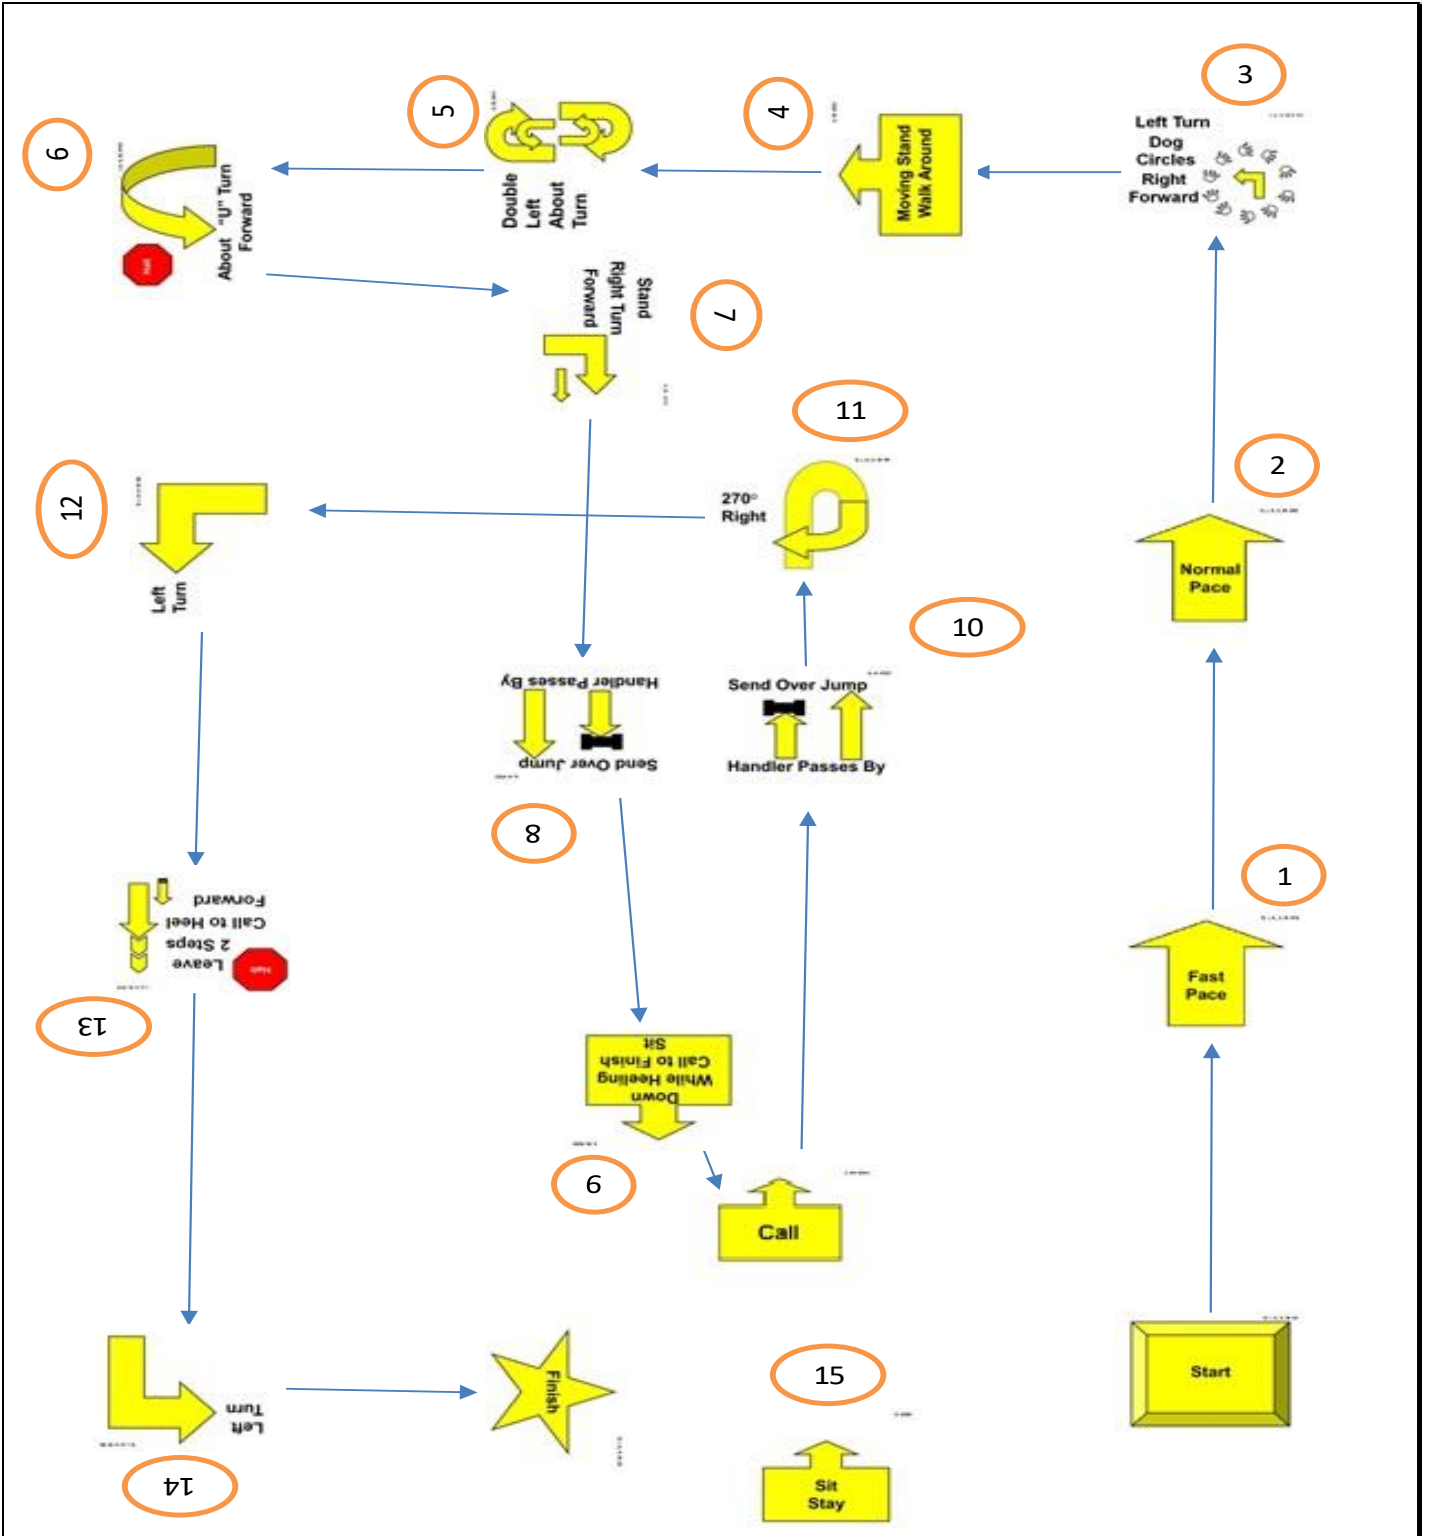 3
Left Turn
Dog
Circles
Right
Forward
4
Moving Stand
Walk Around
5
Double
Left
About
Turn
6
About "U" Turn
Forward
Halt
7
Stand
Right Turn
Forward
2
Normal
Pace
1
Fast
Pace
Start
8
Send Over Jump
Handler Passes By
9
Down
While Heeling
Call to Finish
Sit
Call
10
Send Over Jump
Handler Passes By
11
270°
Right
12
Left
Turn
13
Halt
Leave
2 Steps
Call to Heel
Forward
14
Left
Turn
Finish
15
Sit
Stay